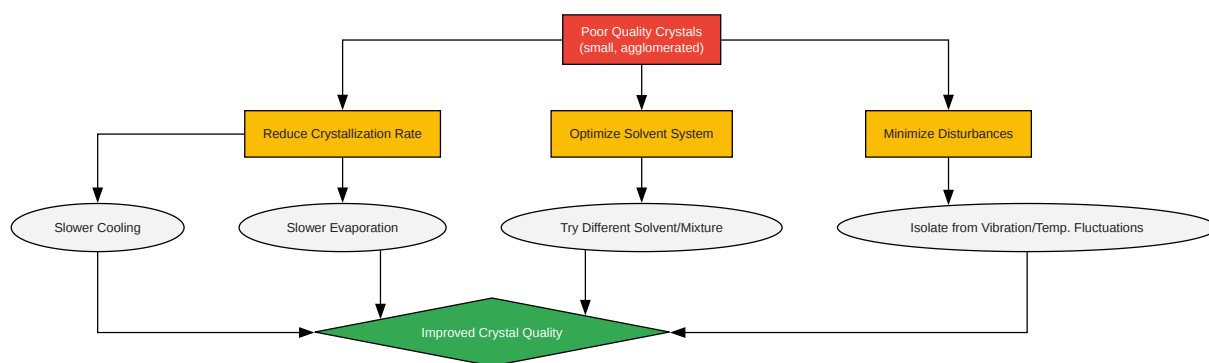 Poor Quality Crystals
(small, agglomerated)
Reduce Crystallization Rate
Optimize Solvent System
Minimize Disturbances
Slower Cooling
Slower Evaporation
Try Different Solvent/Mixture
Isolate from Vibration/Temp. Fluctuations
Improved Crystal Quality